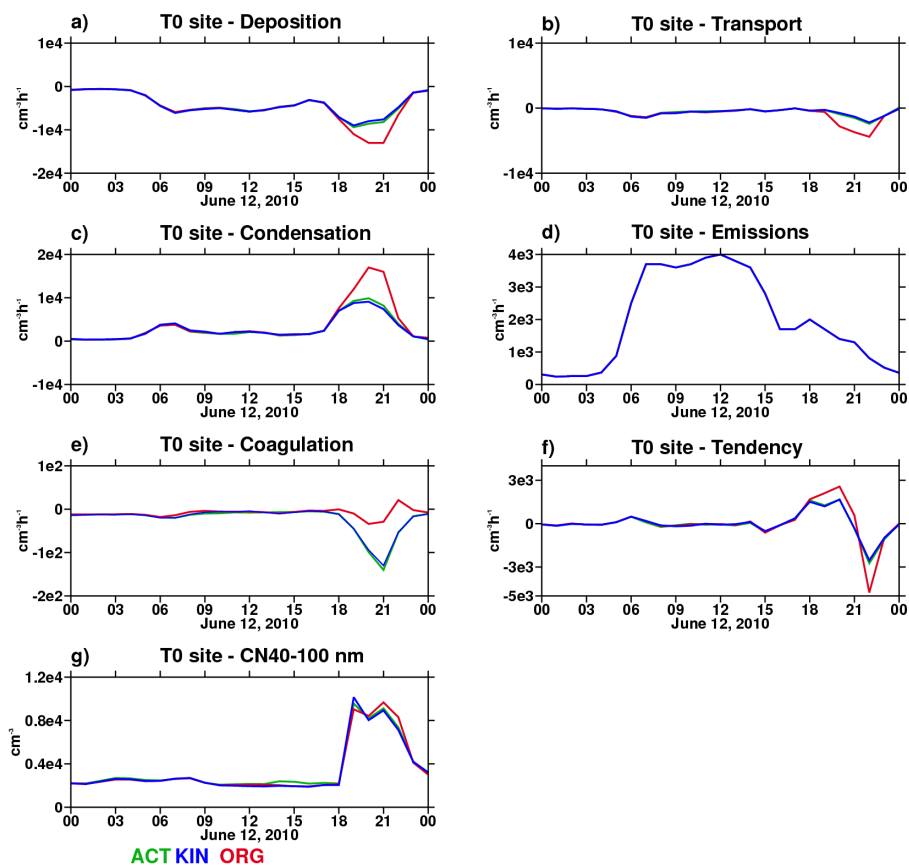 a) T0 site - Deposition
cm⁻³h⁻¹
1e4
0
-1e4
-2e4
00 03 06 09 12 15 18 21 00
June 12, 2010
b) T0 site - Transport
cm⁻³h⁻¹
1e4
0
-1e4
00 03 06 09 12 15 18 21 00
June 12, 2010
c) T0 site - Condensation
cm⁻³h⁻¹
2e4
1e4
0
-1e4
00 03 06 09 12 15 18 21 00
June 12, 2010
d) T0 site - Emissions
cm⁻³h⁻¹
4e3
3e3
2e3
1e3
0
00 03 06 09 12 15 18 21 00
June 12, 2010
e) T0 site - Coagulation
cm⁻³h⁻¹
1e2
0
-1e2
-2e2
00 03 06 09 12 15 18 21 00
June 12, 2010
f) T0 site - Tendency
cm⁻³h⁻¹
3e3
0
-3e3
-5e3
00 03 06 09 12 15 18 21 00
June 12, 2010
g) T0 site - CN40-100 nm
cm⁻³
1.2e4
0.8e4
0.4e4
0
00 03 06 09 12 15 18 21 00
June 12, 2010
ACT KIN ORG